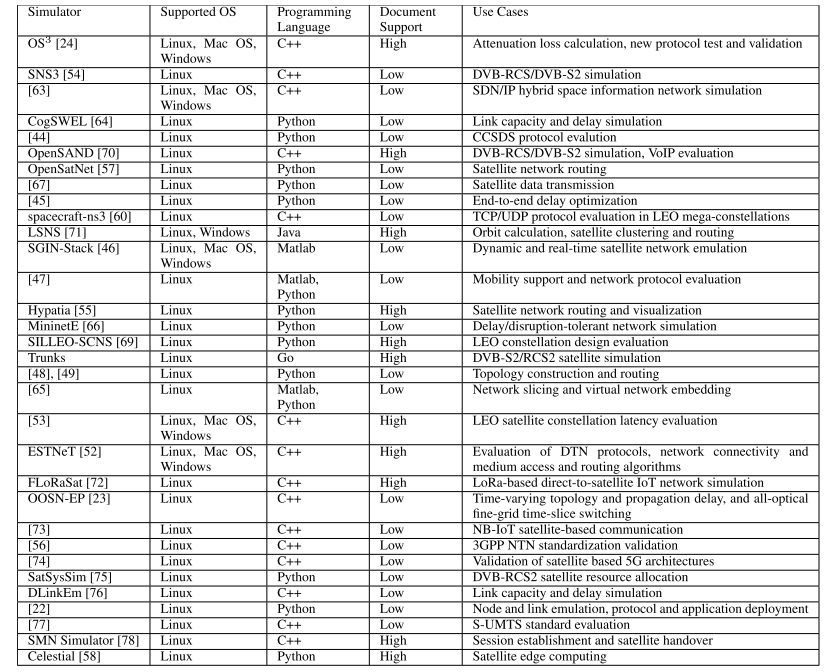 Simulator Supported OS Programming Document Use Cases
Language Support
OS3 [24] Linux, Mac OS, C++ High Attenuation loss calculation, new protocol test and validation
Windows
SNS3 [54] Linux C++ Low DVB-RCS/DVB-S2 simulation
[63] Linux, Mac OS, C++ Low SDN/IP hybrid space information network simulation
Windows
CogSWEL [64] Linux Python Low Link capacity and delay simulation
[44] Linux Python Low CCSDS protocol evalution
OpenSAND [70] Linux C++ High DVB-RCS/DVB-S2 simulation, VoIP evaluation
OpenSatNet [57] Linux Python Low Satellite network routing
[67] Linux Python Low Satellite data transmission
[45] Linux Python Low End-to-end delay optimization
spacecraft-ns3 [60] Linux C++ Low TCP/UDP protocol evaluation in LEO mega-constellations
LSNS [71] Linux, Windows Java High Orbit calculation, satellite clustering and routing
SGIN-Stack [46] Linux, Mac OS, Matlab Low Dynamic and real-time satellite network emulation
Windows
[47] Linux Matlab, Low Mobility support and network protocol evaluation
Python
Hypatia [55] Linux Python High Satellite network routing and visualization
MininetE [66] Linux Python Low Delay/disruption-tolerant network simulation
SILLEO-SCNS [69] Linux Python High LEO constellation design evaluation
Trunks Linux Go High DVB-S2/RCS2 satellite simulation
[48], [49] Linux Python Low Topology construction and routing
[65] Linux Matlab, Low Network slicing and virtual network embedding
Python
[53] Linux, Mac OS, C++ High LEO satellite constellation latency evaluation
Windows
ESTNeT [52] Linux, Mac OS, C++ High Evaluation of DTN protocols, network connectivity and
Windows medium access and routing algorithms
FLoRaSat [72] Linux C++ High LoRa-based direct-to-satellite IoT network simulation
OOSN-EP [23] Linux C++ Low Time-varying topology and propagation delay, and all-optical
fine-grid time-slice switching
[73] Linux C++ Low NB-IoT satellite-based communication
[56] Linux C++ Low 3GPP NTN standardization validation
[74] Linux C++ Low Validation of satellite based 5G architectures
SatSysSim [75] Linux Python Low DVB-RCS2 satellite resource allocation
DLinkEm [76] Linux C++ Low Link capacity and delay simulation
[22] Linux Python Low Node and link emulation, protocol and application deployment
[77] Linux C++ Low S-UMTS standard evaluation
SMN Simulator [78] Linux C++ High Session establishment and satellite handover
Celestial [58] Linux Python High Satellite edge computing